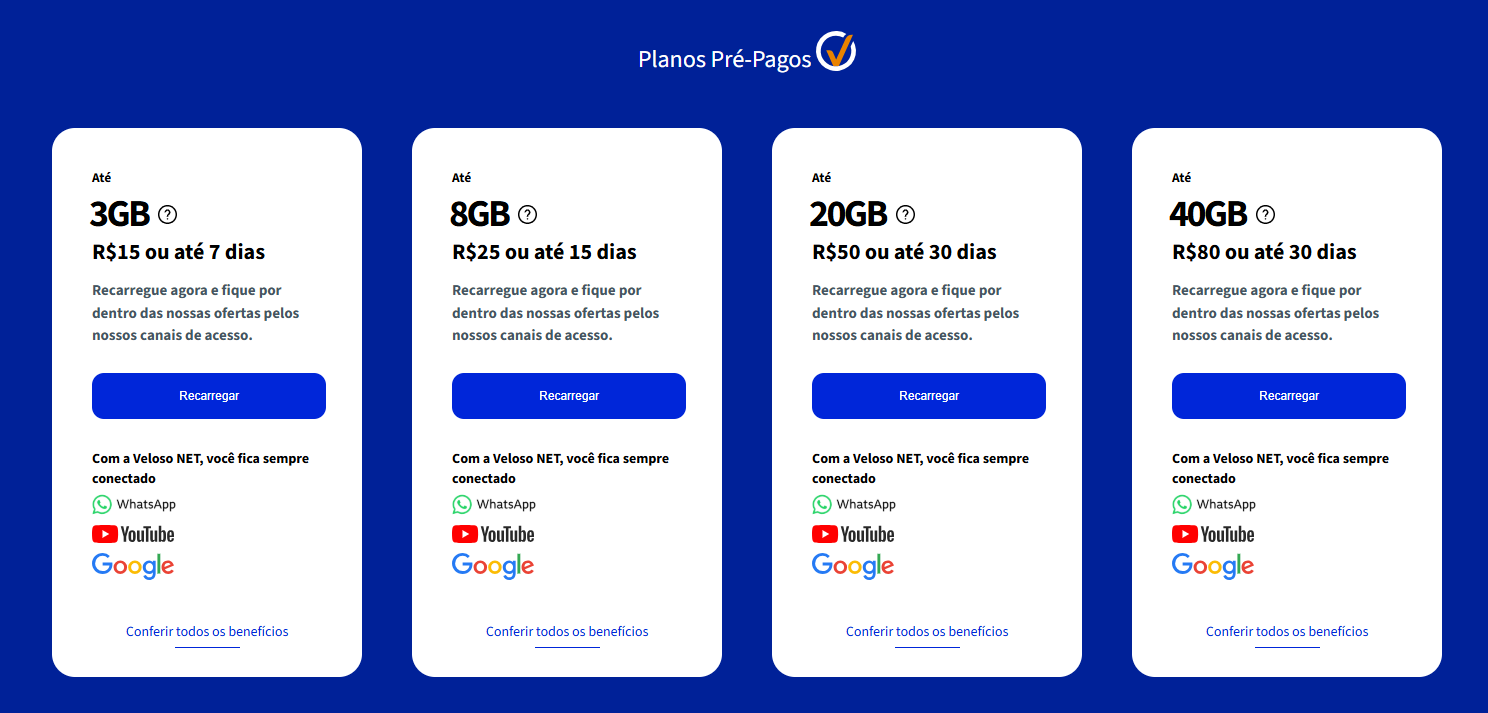 Planos Pré-Pagos
Até
3GB ?
R$15 ou até 7 dias
Recarregue agora e fique por
dentro das nossas ofertas pelos
nossos canais de acesso.
Recarregar
Com a Veloso NET, você fica sempre
conectado
WhatsApp
YouTube
Google
Conferir todos os benefícios
Até
8GB ?
R$25 ou até 15 dias
Recarregue agora e fique por
dentro das nossas ofertas pelos
nossos canais de acesso.
Recarregar
Com a Veloso NET, você fica sempre
conectado
WhatsApp
YouTube
Google
Conferir todos os benefícios
Até
20GB ?
R$50 ou até 30 dias
Recarregue agora e fique por
dentro das nossas ofertas pelos
nossos canais de acesso.
Recarregar
Com a Veloso NET, você fica sempre
conectado
WhatsApp
YouTube
Google
Conferir todos os benefícios
Até
40GB ?
R$80 ou até 30 dias
Recarregue agora e fique por
dentro das nossas ofertas pelos
nossos canais de acesso.
Recarregar
Com a Veloso NET, você fica sempre
conectado
WhatsApp
YouTube
Google
Conferir todos os benefícios